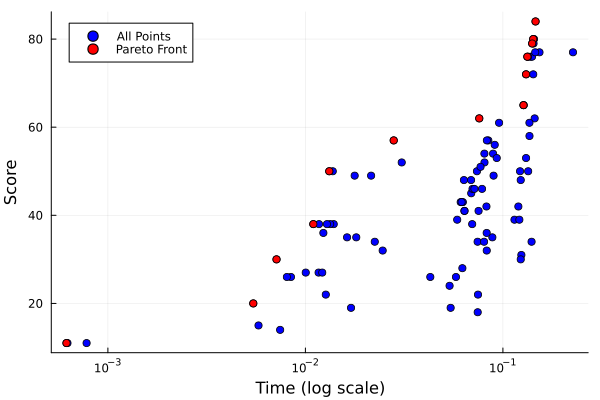 All Points
Pareto Front
80
60
40
20
Score
10⁻³
10⁻²
10⁻¹
Time (log scale)